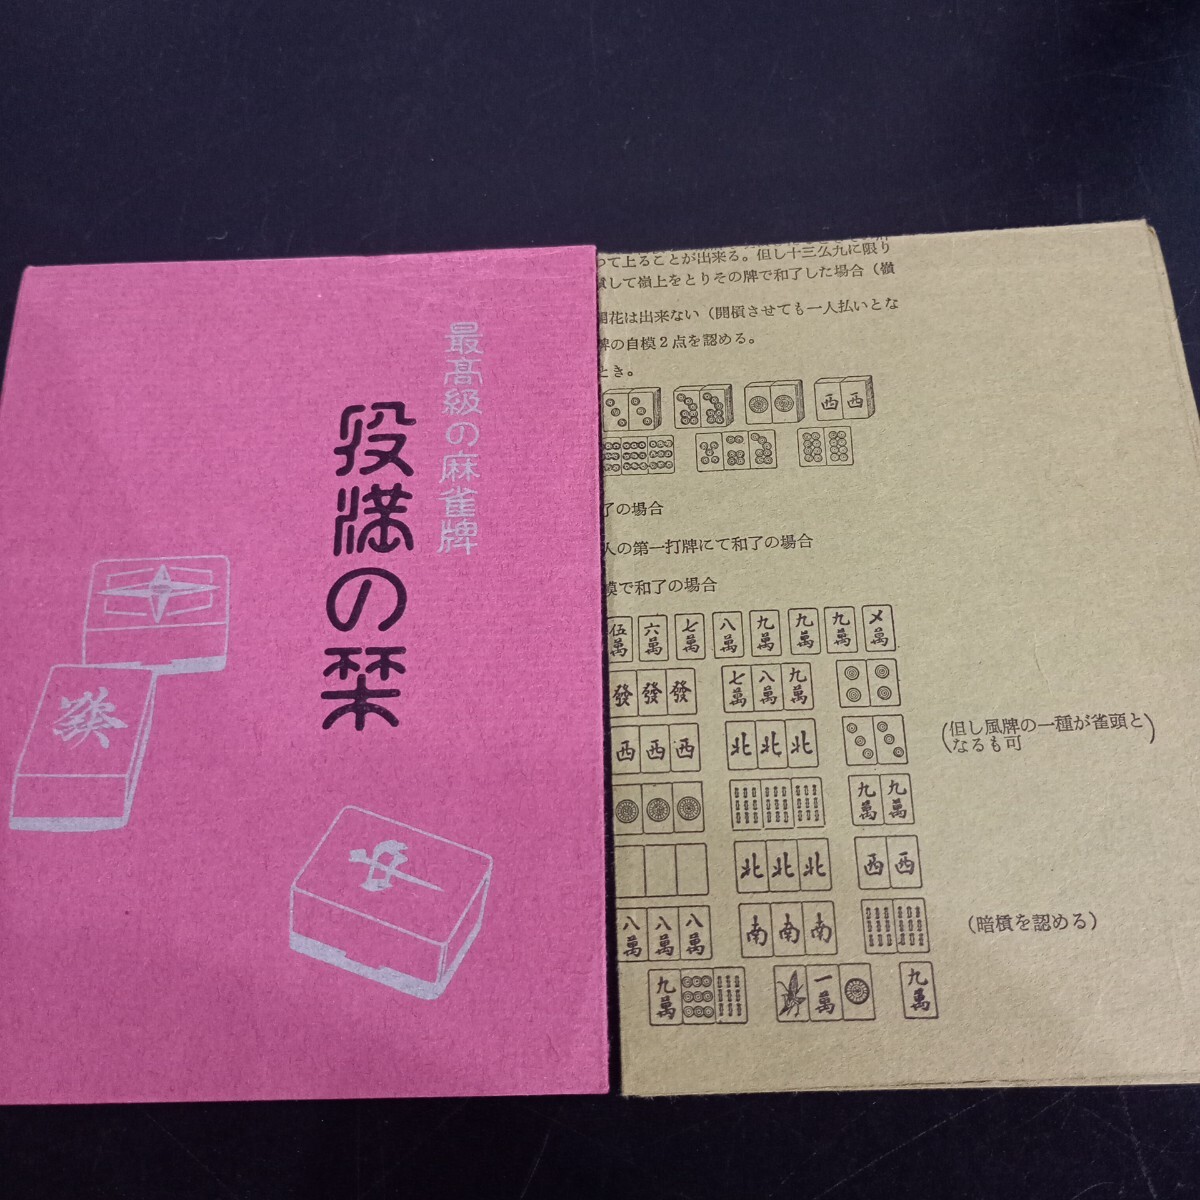 最高級の麻雀牌
役満の栞
って上ることが出来る。但し十三仏九に限り
して嶺上をとりその牌で和了した場合（嶺
開花は出来ない（開槓させても一人払いとな
牌の自模2点を認める。
とき。
西 西
了の場合
人の第一打牌にて和了の場合
模で和了の場合
伍萬 六萬 七萬 八萬 九萬 九萬 九萬 萬
發 發 發 七萬 八萬 九萬
西 西 西 北 北 北
(但し風牌の一種が雀頭と
なるも可)
九萬 九萬
北 北 北 西 西
八萬 八萬 八萬 南 南 南
(暗槓を認める)
九萬 一萬 九萬